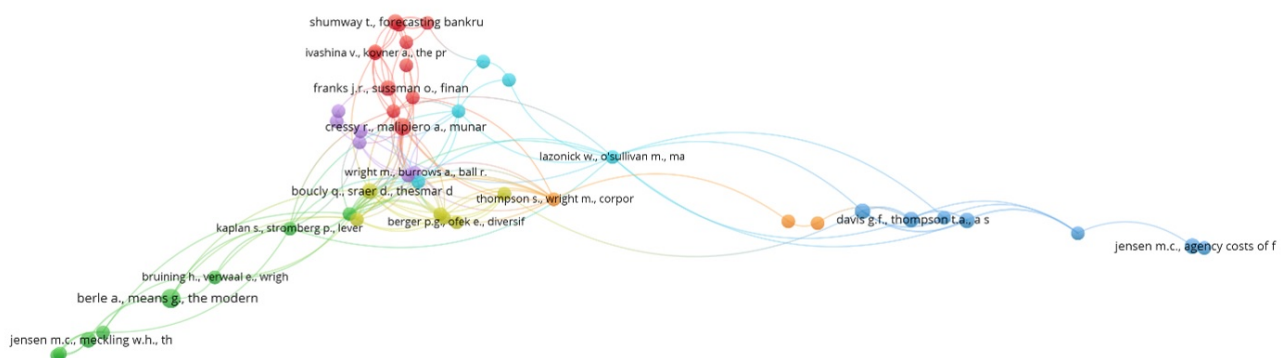 shumway t., forecasting bankru
ivashina v., kovner a., the pr
franks j.r., sussman o., finan
cressy r., malipiero a., munar
lazonick w., o'sullivan m., ma
wright m., burrows a., ball r.
boucly q., sraer d., thesmar d
thompson s., wright m., corpor
berger p.g., ofek e., diversif
davis g.f., thompson t.a., a s
kaplan s., stromberg p., lever
jensen m.c., agency costs of f
bruining h., verwaal e., wrigh
berle a., means g., the modern
jensen m.c., meckling w.h., th